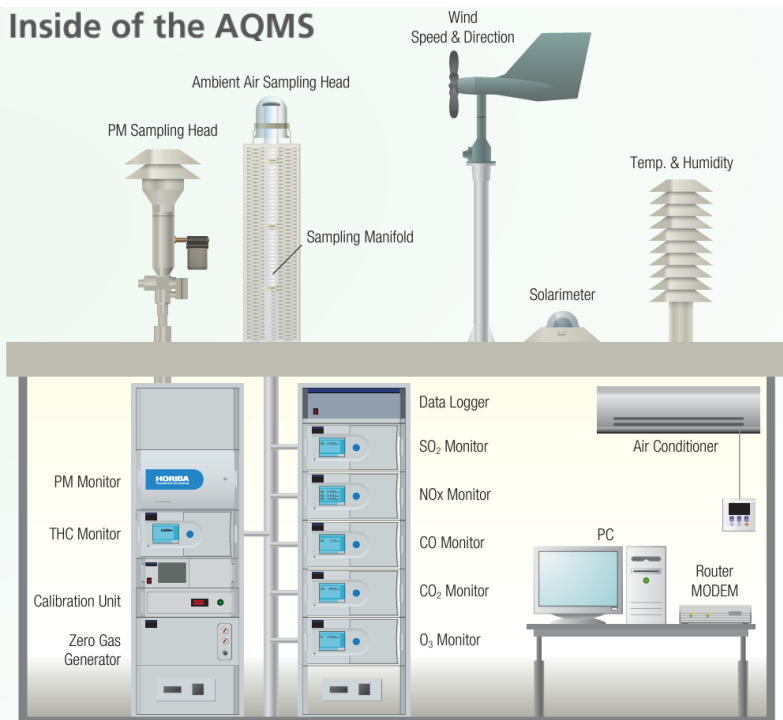 Inside of the AQMS
Wind
Speed & Direction
Ambient Air Sampling Head
PM Sampling Head
Temp. & Humidity
Sampling Manifold
Solarimeter
Data Logger
SO₂ Monitor
Air Conditioner
PM Monitor
HORIBA
NOx Monitor
THC Monitor
CO Monitor
PC
Router
MODEM
Calibration Unit
CO₂ Monitor
Zero Gas
Generator
O₃ Monitor